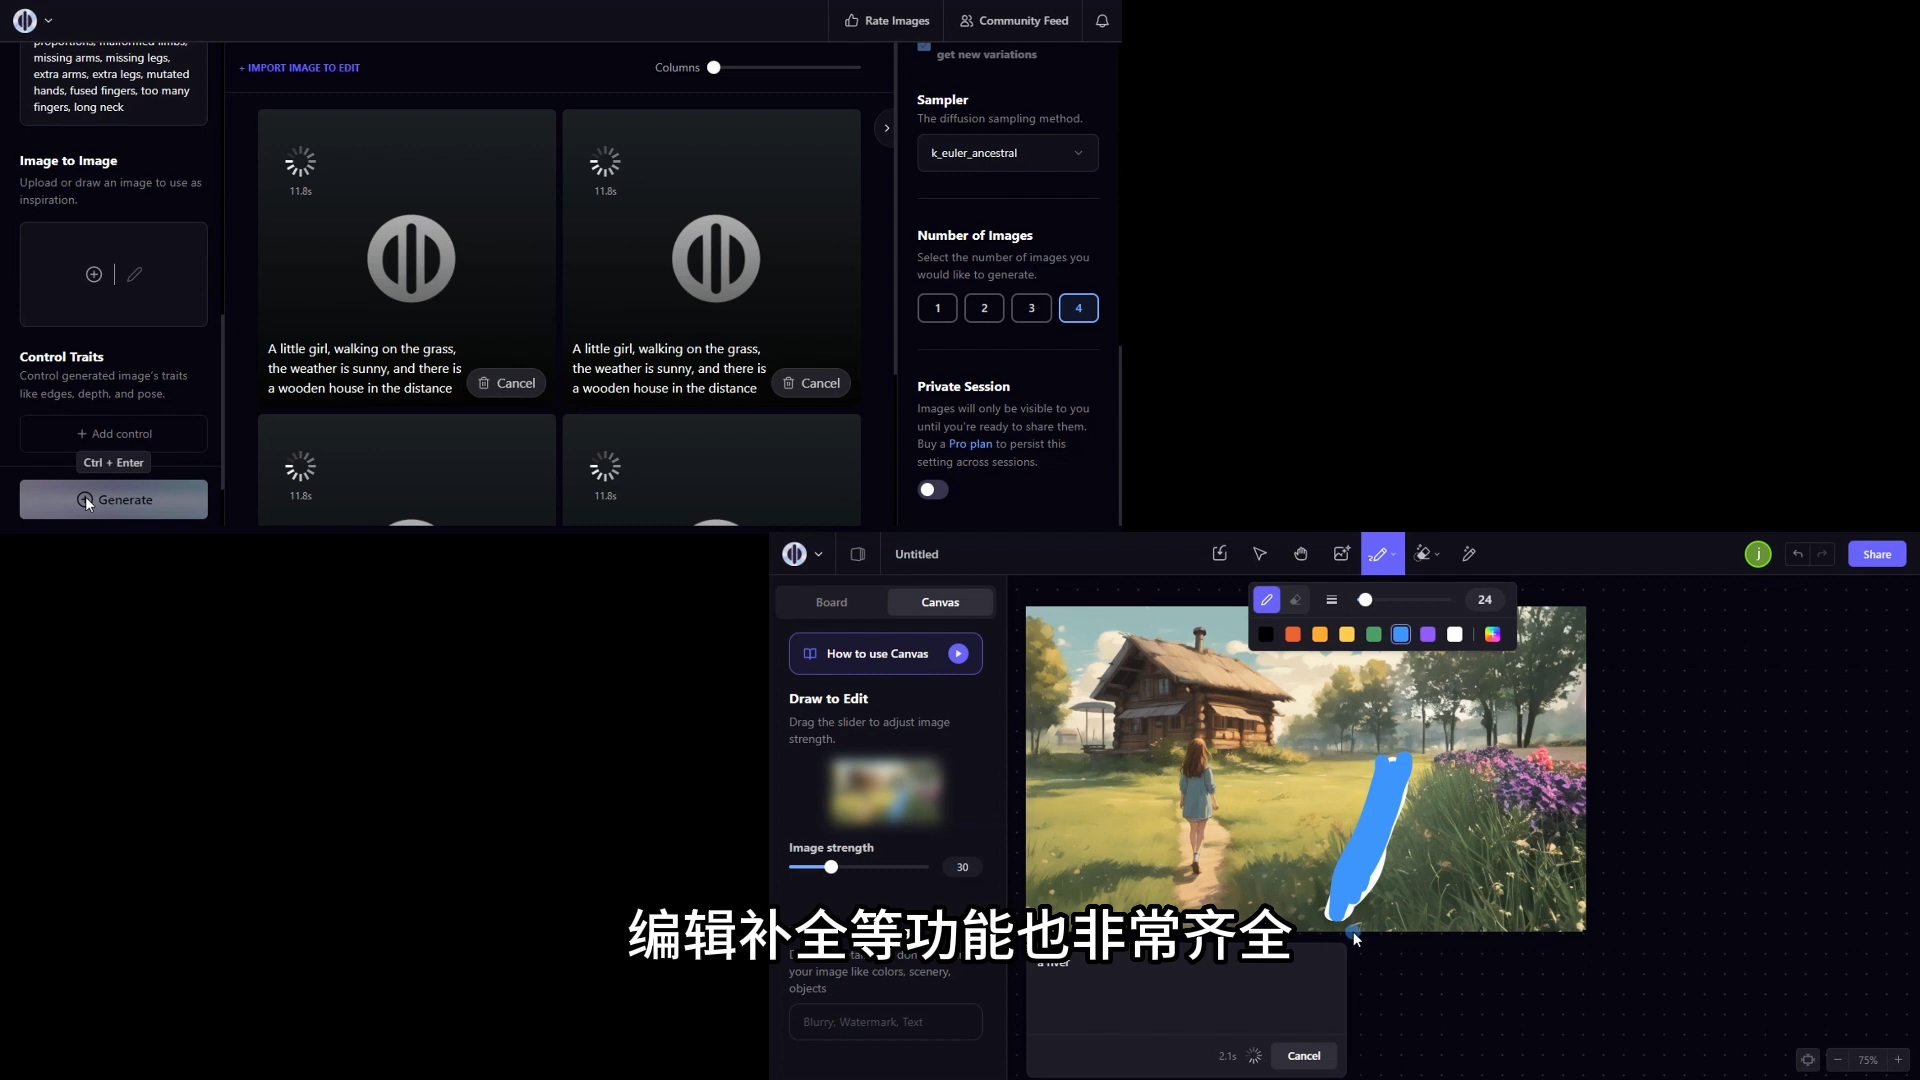 Rate Images
Community Feed
proportions, malformed limbs,
missing arms, missing legs,
extra arms, extra legs, mutated
hands, fused fingers, too many
fingers, long neck
Image to Image
Upload or draw an image to use as
inspiration.
Control Traits
Control generated image's traits
like edges, depth, and pose.
+ Add control
Ctrl + Enter
Generate
+ IMPORT IMAGE TO EDIT
Columns
11.8s
11.8s
A little girl, walking on the grass,
the weather is sunny, and there is
a wooden house in the distance
Cancel
A little girl, walking on the grass,
the weather is sunny, and there is
a wooden house in the distance
Cancel
11.8s
11.8s
get new variations
Sampler
The diffusion sampling method.
k_euler_ancestral
Number of Images
Select the number of images you
would like to generate.
1 2 3 4
Private Session
Images will only be visible to you
until you're ready to share them.
Buy a Pro plan to persist this
setting across sessions.
Untitled
j
Share
Board
Canvas
How to use Canvas
Draw to Edit
Drag the slider to adjust image
strength.
Image strength
30
24
编辑补全等功能也非常齐全
your image like colors, scenery,
objects
Blurry, Watermark, Text
a river
2.1s
Cancel
75%